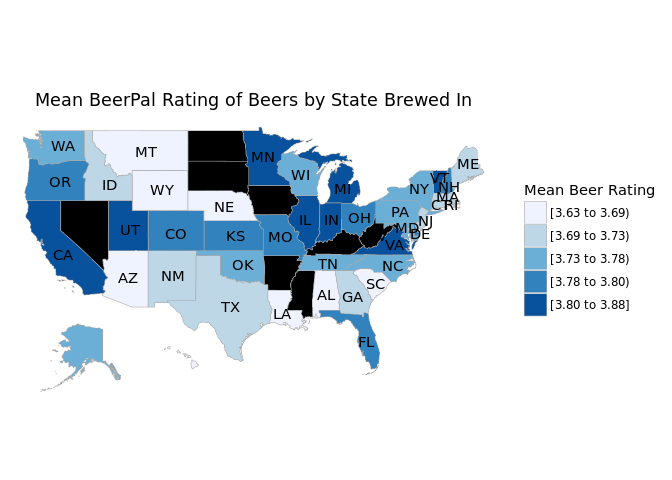 Mean BeerPal Rating of Beers by State Brewed In
WA
MT
ME
OR
ID
MN
VT
NH
WI
NY
MA
WY
MI
CT RI
NE
PA
NJ
IL
IN
OH
MD
DE
UT
CO
KS
MO
VA
CA
OK
TN
NC
AZ
NM
AL
GA
SC
TX
LA
FL
Mean Beer Rating
[3.63 to 3.69)
[3.69 to 3.73)
[3.73 to 3.78)
[3.78 to 3.80)
[3.80 to 3.88]